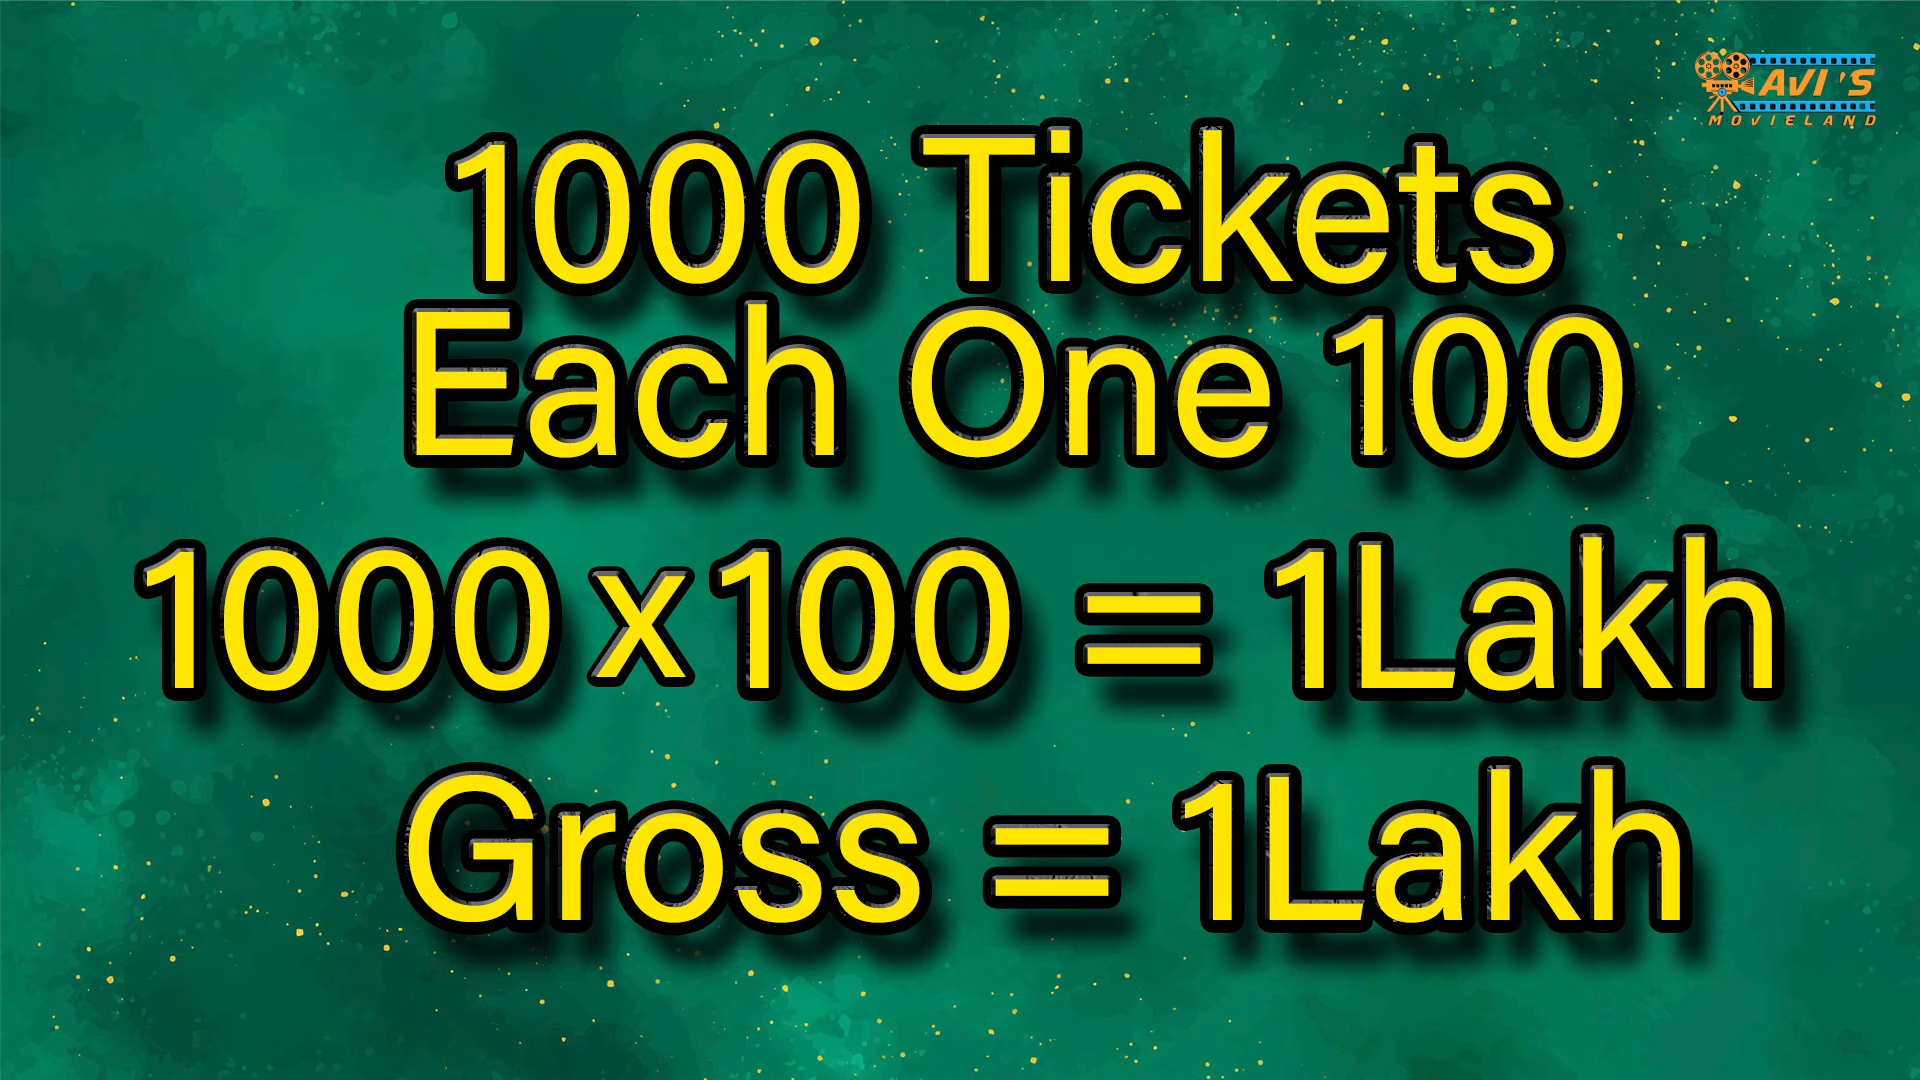 AVI'S
MOVIELAND
1000 Tickets
Each One 100
1000 x 100 = 1Lakh
Gross = 1Lakh